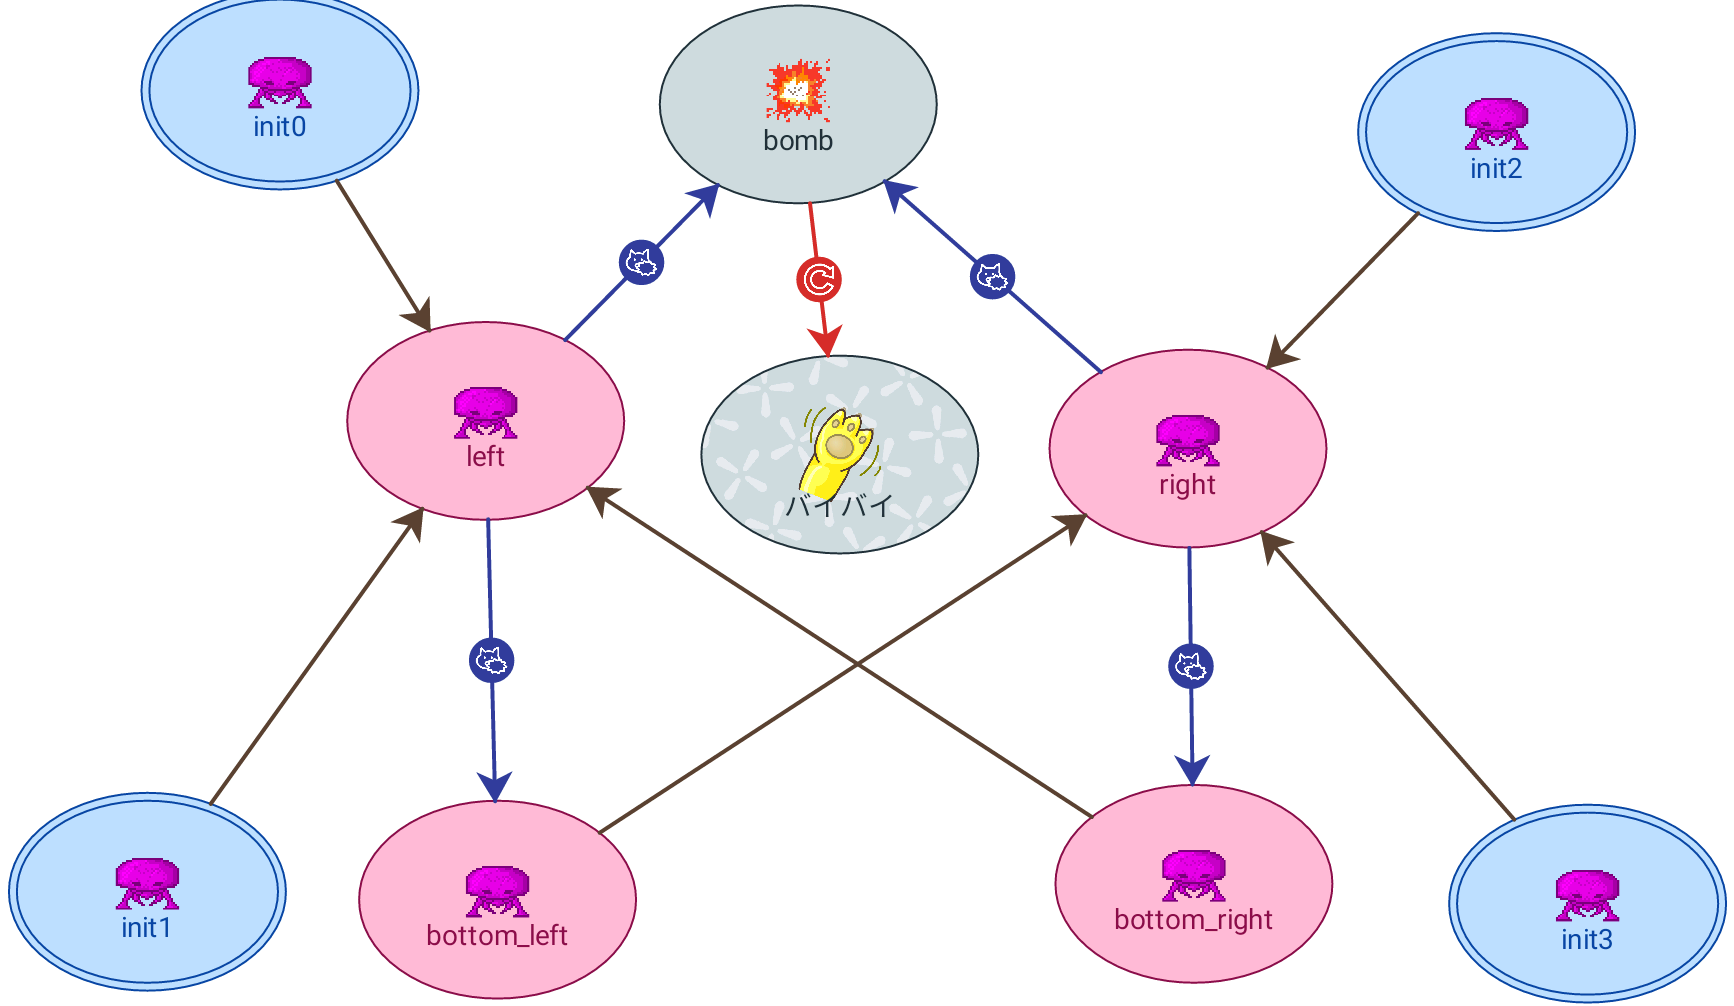 init0
bomb
init2
C
left
バイバイ
right
init1
bottom_left
bottom_right
init3